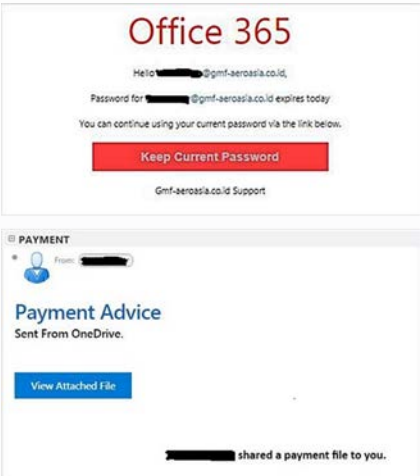 Office 365
Hello @gmf-aeroasia.co.id,
Password for @gmf-aeroasia.co.id expires today
You can continue using your current password via the link below.
Keep Current Password
Gmf-aeroasia.co.id Support
PAYMENT
From:
Payment Advice
Sent From OneDrive.
View Attached File
shared a payment file to you.